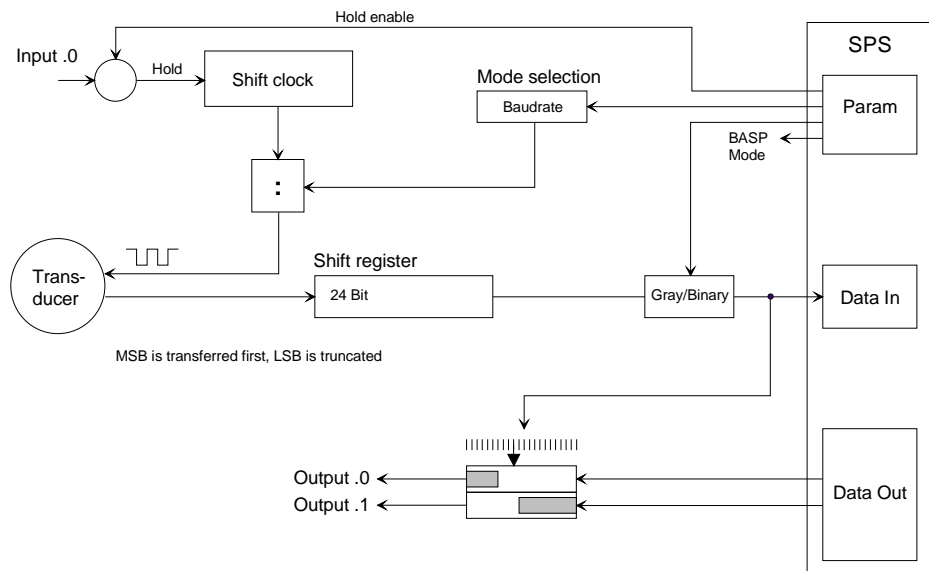 Hold enable
SPS
Input .0
Hold
Shift clock
Mode selection
Baudrate
Param
BASP
Mode
:
Trans-
ducer
Shift register
24 Bit
Gray/Binary
Data In
MSB is transferred first, LSB is truncated
Output .0
Output .1
Data Out